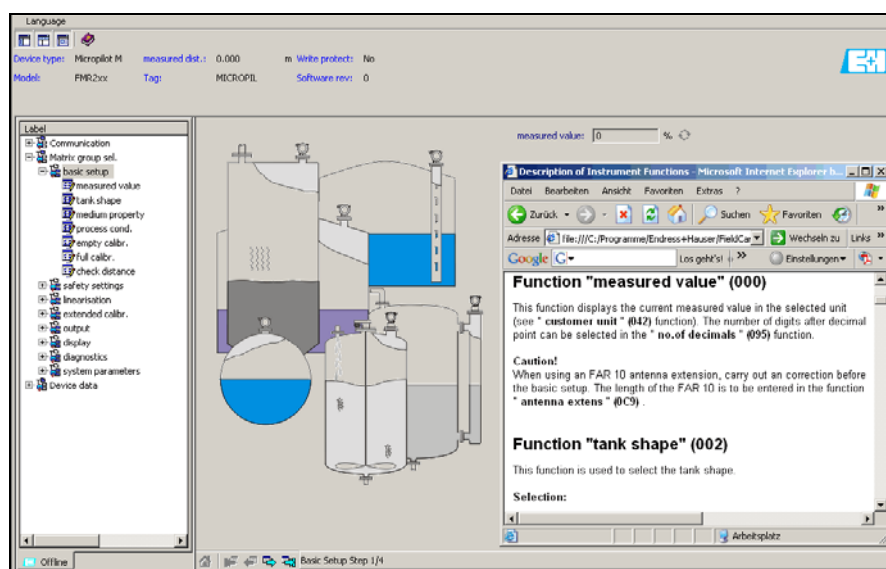 Language
Device type: Micropilot M measured dist.: 0.000 m Write protect: No
Model: FMR2xx Tag: MICROPIL Software rev: 0
E+H
Label
Communication
Matrix group sel.
basic setup
measured value
tank shape
medium property
process cond.
empty calibr.
full calibr.
check distance
safety settings
linearisation
extended calibr.
output
display
diagnostics
system parameters
Device data
Offline
measured value: 0 %
Description of Instrument Functions - Microsoft Internet Explorer b...
Datei Bearbeiten Ansicht Favoriten Extras ?
Zurück Suchen Favoriten »
Adresse file:///C:/Programme/Endress+Hauser/FieldCar Wechseln zu Links »
Google G Los geht's! » Einstellungen
Function "measured value" (000)
This function displays the current measured value in the selected unit
(see " customer unit " (042) function). The number of digits after decimal
point can be selected in the " no.of decimals " (095) function.
Caution!
When using an FAR 10 antenna extension, carry out an correction before
the basic setup. The length of the FAR 10 is to be entered in the function
" antenna extens " (0C9) .
Function "tank shape" (002)
This function is used to select the tank shape.
Selection:
Arbeitsplatz
Basic Setup Step 1/4